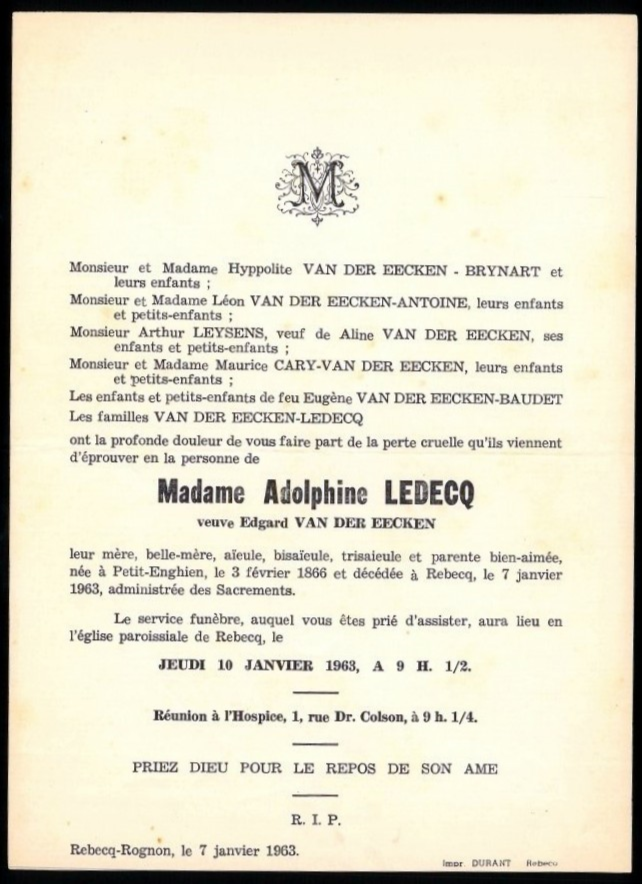 M
Monsieur et Madame Hyppolite VAN DER EECKEN - BRYNART et
leurs enfants ;
Monsieur et Madame Léon VAN DER EECKEN-ANTOINE, leurs enfants
et petits-enfants ;
Monsieur Arthur LEYSENS, veuf de Aline VAN DER EECKEN, ses
enfants et petits-enfants ;
Monsieur et Madame Maurice CARY-VAN DER EECKEN, leurs enfants
et petits-enfants ;
Les enfants et petits-enfants de feu Eugène VAN DER EECKEN-BAUDET
Les familles VAN DER EECKEN-LEDECQ
ont la profonde douleur de vous faire part de la perte cruelle qu'ils viennent
d'éprouver en la personne de
Madame Adolphine LEDECQ
veuve Edgard VAN DER EECKEN
leur mère, belle-mère, aïeule, bisaïeule, trisaieule et parente bien-aimée,
née à Petit-Enghien, le 3 février 1866 et décédée à Rebecq, le 7 janvier
1963, administrée des Sacrements.
Le service funèbre, auquel vous êtes prié d'assister, aura lieu en
l'église paroissiale de Rebecq, le
JEUDI 10 JANVIER 1963, A 9 H. 1/2.
Réunion à l'Hospice, 1, rue Dr. Colson, à 9 h. 1/4.
PRIEZ DIEU POUR LE REPOS DE SON AME
R. I. P.
Rebecq-Rognon, le 7 janvier 1963.
Impr. DURANT Rebecq